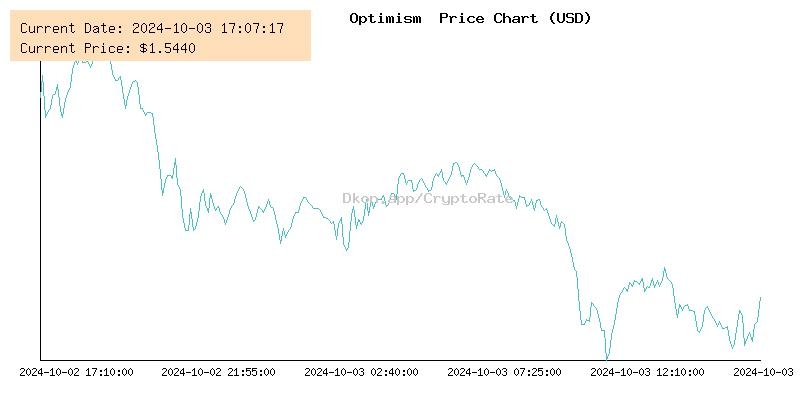 Optimism  Price Chart (USD)
Current Date: 2024-10-03 17:07:17
Current Price: $1.5440
Dkop.App/CryptoRate
2024-10-02 17:10:00
2024-10-02 21:55:00
2024-10-03 02:40:00
2024-10-03 07:25:00
2024-10-03 12:10:00
2024-10-03